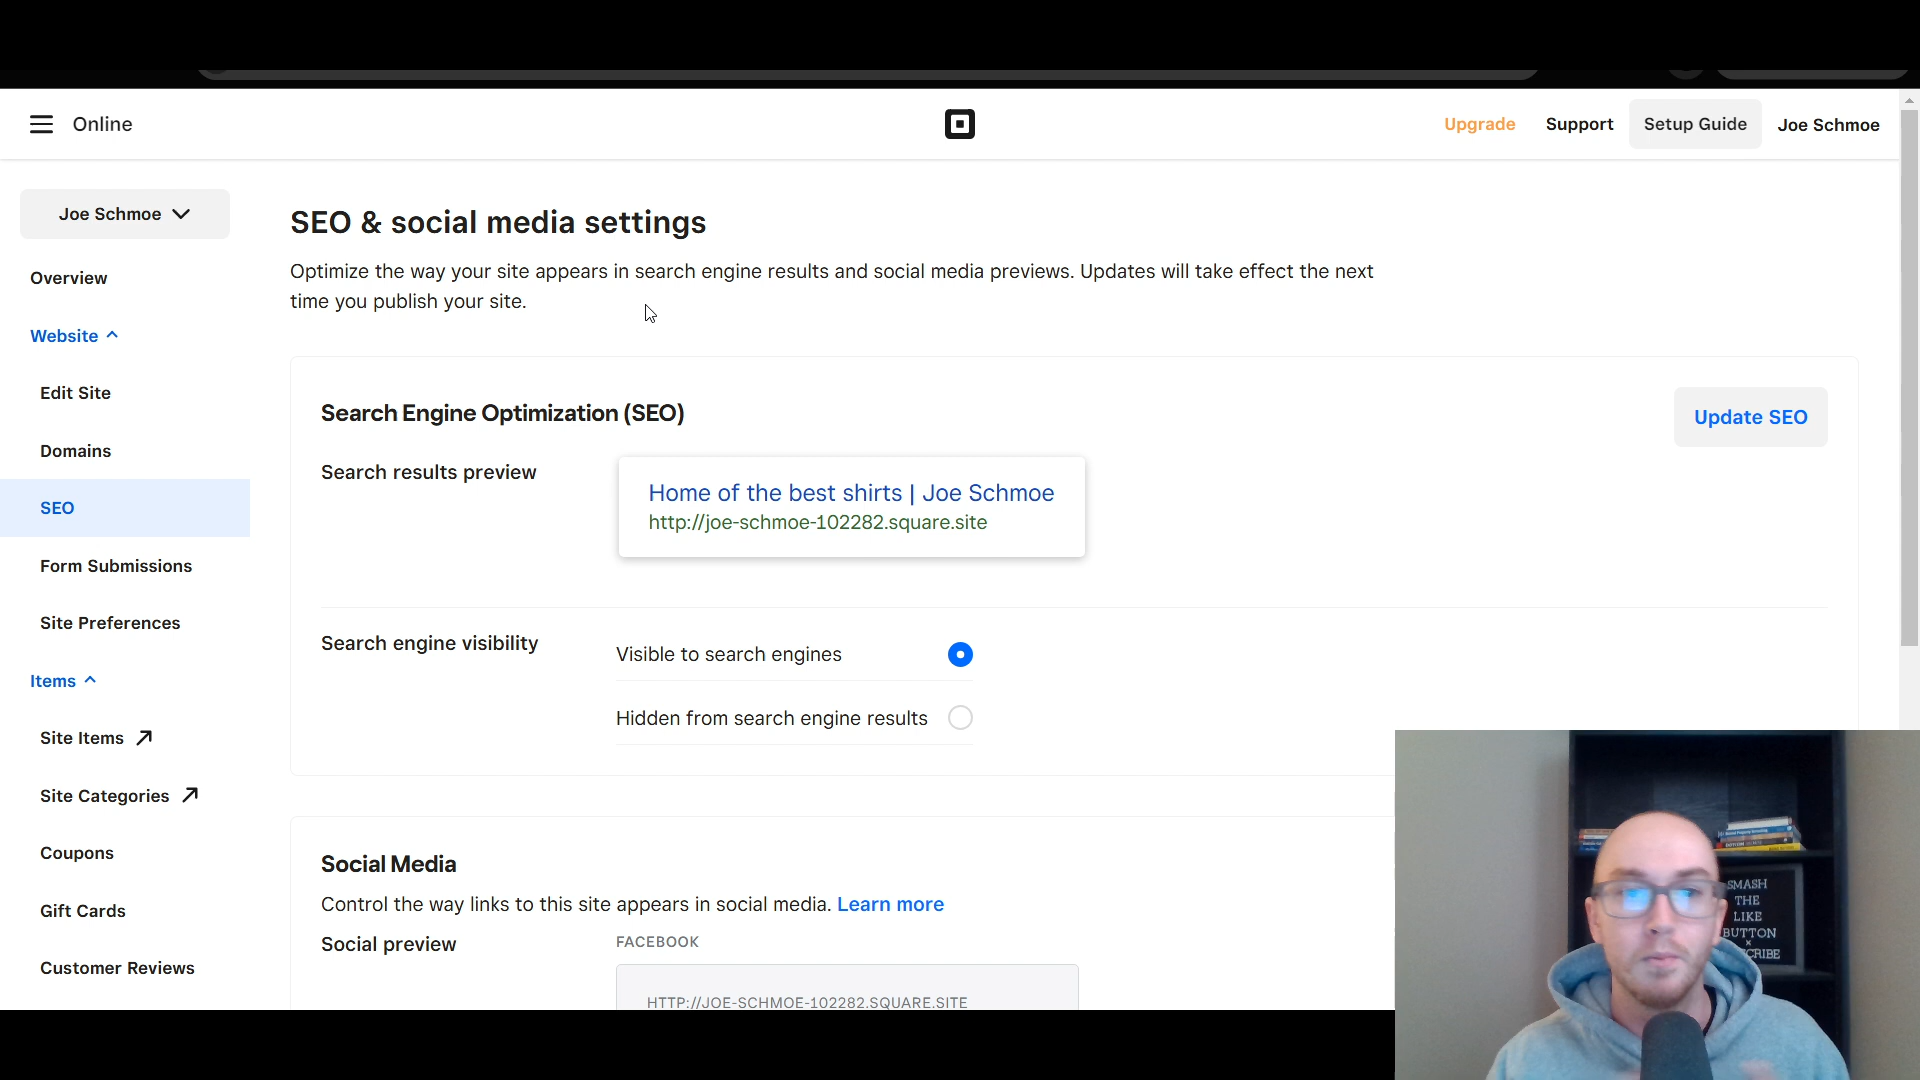 Online
Upgrade
Support
Setup Guide
Joe Schmoe
Joe Schmoe
Overview
Website
Edit Site
Domains
SEO
Form Submissions
Site Preferences
Items
Site Items
Site Categories
Coupons
Gift Cards
Customer Reviews
SEO & social media settings
Optimize the way your site appears in search engine results and social media previews. Updates will take effect the next
time you publish your site.
Search Engine Optimization (SEO)
Update SEO
Search results preview
Home of the best shirts | Joe Schmoe
http://joe-schmoe-102282.square.site
Search engine visibility
Visible to search engines
Hidden from search engine results
Social Media
Control the way links to this site appears in social media. Learn more
Social preview
FACEBOOK
HTTP://JOE-SCHMOE-102282.SQUARE.SITE
SMASH
THE
LIKE
BUTTON